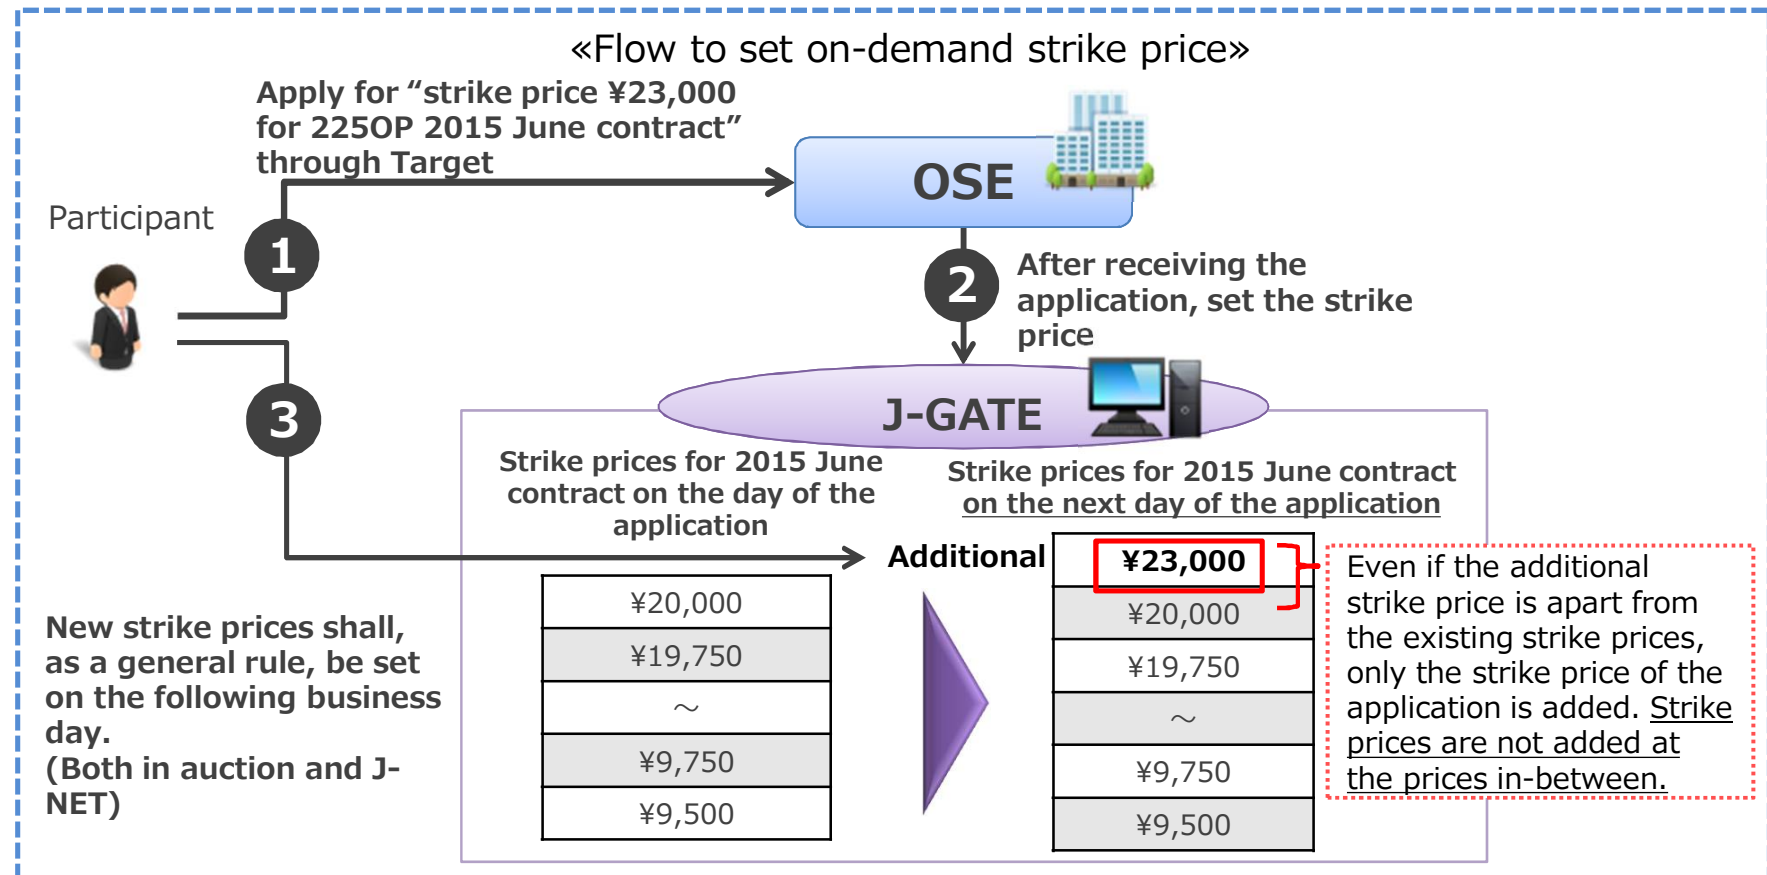 «Flow to set on-demand strike price»
Apply for “strike price ¥23,000
for 225OP 2015 June contract”
through Target
OSE
Participant
1
2
After receiving the
application, set the strike
price
3
J-GATE
Strike prices for 2015 June
contract on the day of the
application
Strike prices for 2015 June contract
on the next day of the application
Additional
¥20,000
¥19,750
～
¥9,750
¥9,500
¥23,000
¥20,000
¥19,750
～
¥9,750
¥9,500
New strike prices shall,
as a general rule, be set
on the following business
day.
(Both in auction and J-
NET)
Even if the additional
strike price is apart from
the existing strike prices,
only the strike price of the
application is added. Strike
prices are not added at
the prices in-between.